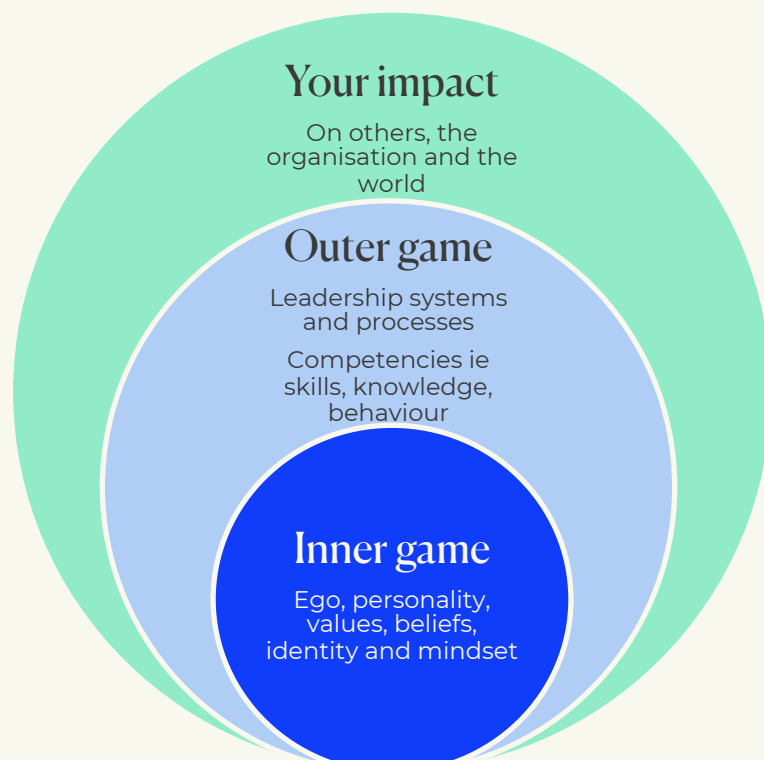 Your impact
On others, the
organisation and the
world
Outer game
Leadership systems
and processes
Competencies ie
skills, knowledge,
behaviour
Inner game
Ego, personality,
values, beliefs,
identity and mindset